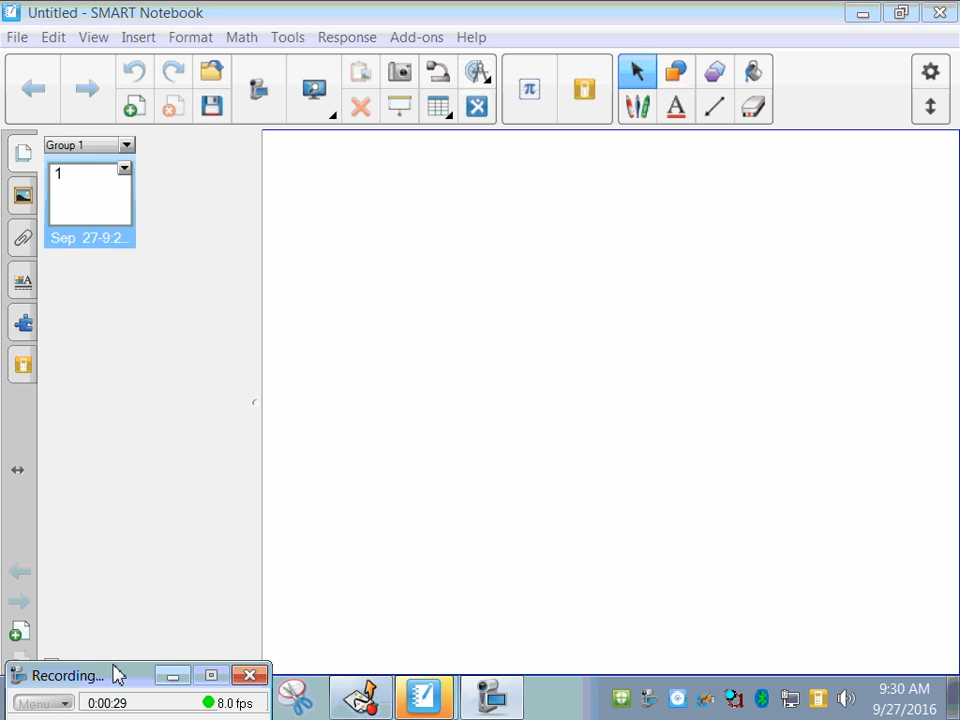 Untitled - SMART Notebook
File Edit View Insert Format Math Tools Response Add-ons Help
π
A
Group 1
1
Sep 27-9:2...
A
Recording...
Menu 0:00:29 8.0 fps
9:30 AM
9/27/2016